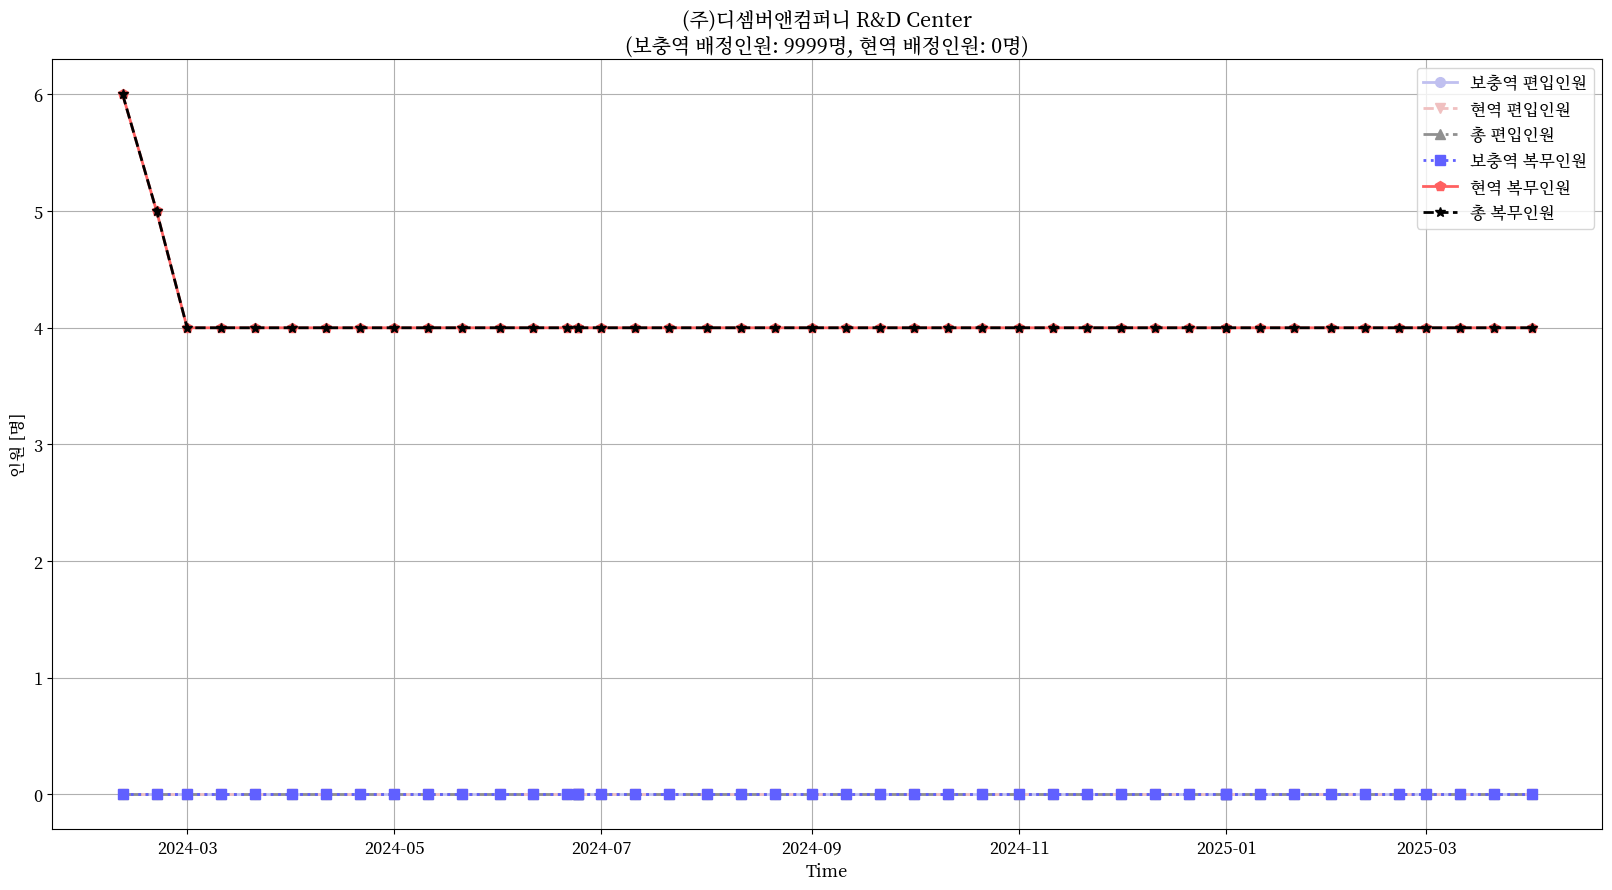 (주)디셈버앤컴퍼니 R&D Center
(보충역 배정인원: 9999명, 현역 배정인원: 0명)
보충역 편입인원
현역 편입인원
총 편입인원
보충역 복무인원
현역 복무인원
총 복무인원
6
5
4
3
2
1
0
인원 [명]
2024-03
2024-05
2024-07
2024-09
2024-11
2025-01
2025-03
Time